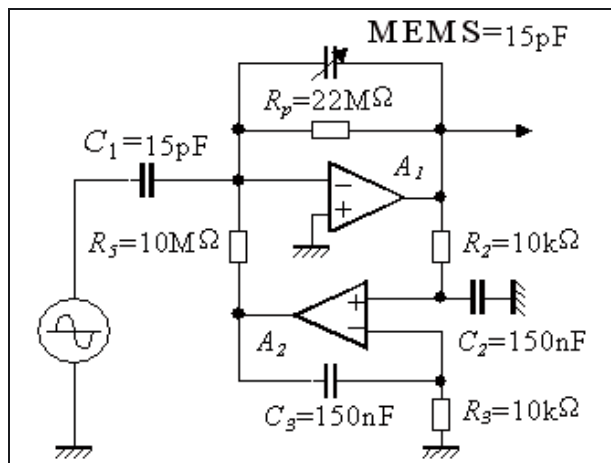 MEMS=15pF
Rp=22MΩ
C1=15pF
A1
R5=10MΩ
R2=10kΩ
A2
C2=150nF
C3=150nF
R3=10kΩ